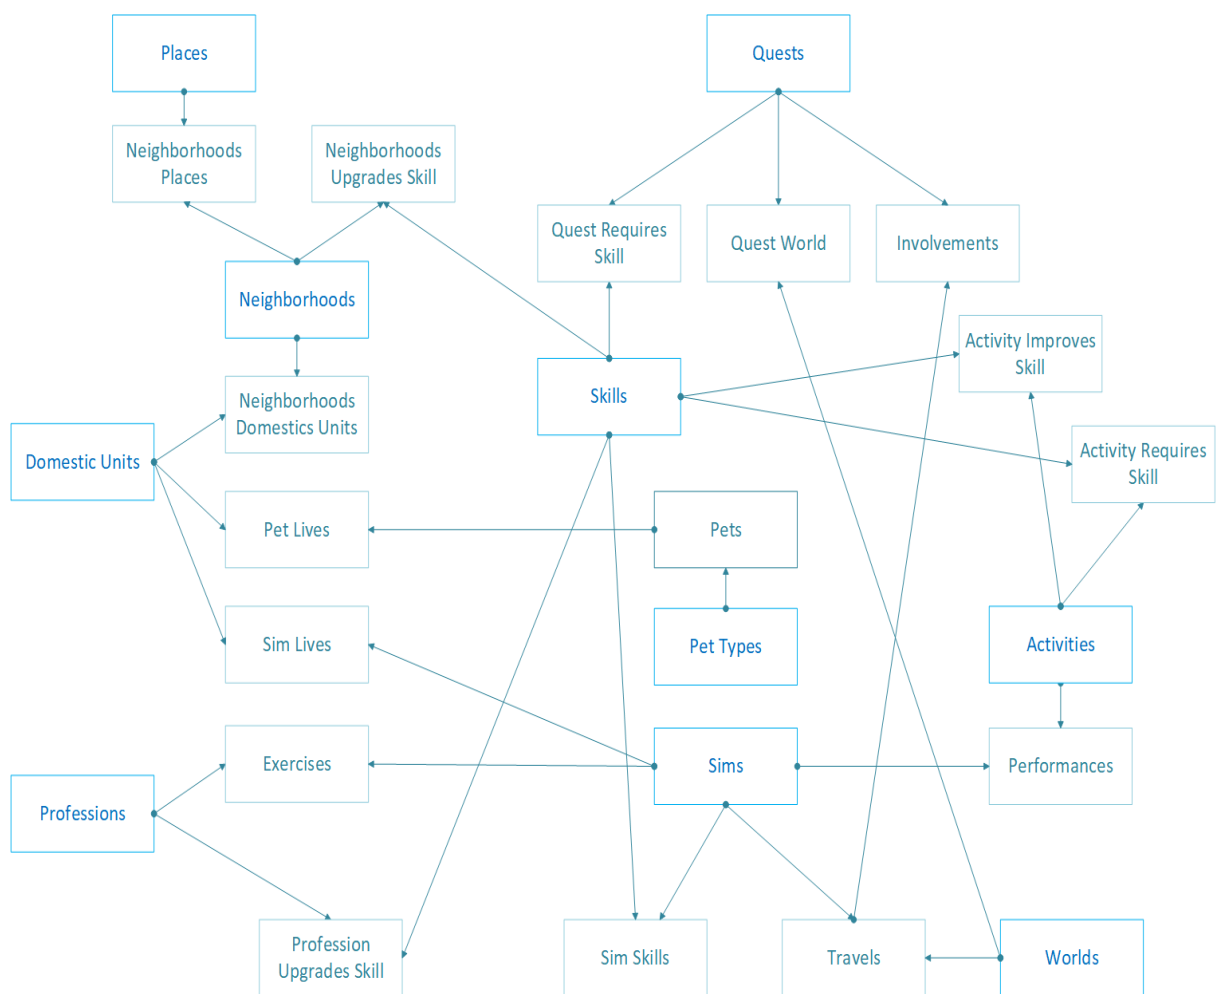 Places
Quests
Neighborhoods
Places
Neighborhoods
Upgrades Skill
Quest Requires
Skill
Quest World
Involvements
Neighborhoods
Activity Improves
Skill
Skills
Neighborhoods
Domestics Units
Domestic Units
Activity Requires
Skill
Pet Lives
Pets
Sim Lives
Pet Types
Activities
Exercises
Sims
Performances
Professions
Profession
Upgrades Skill
Sim Skills
Travels
Worlds